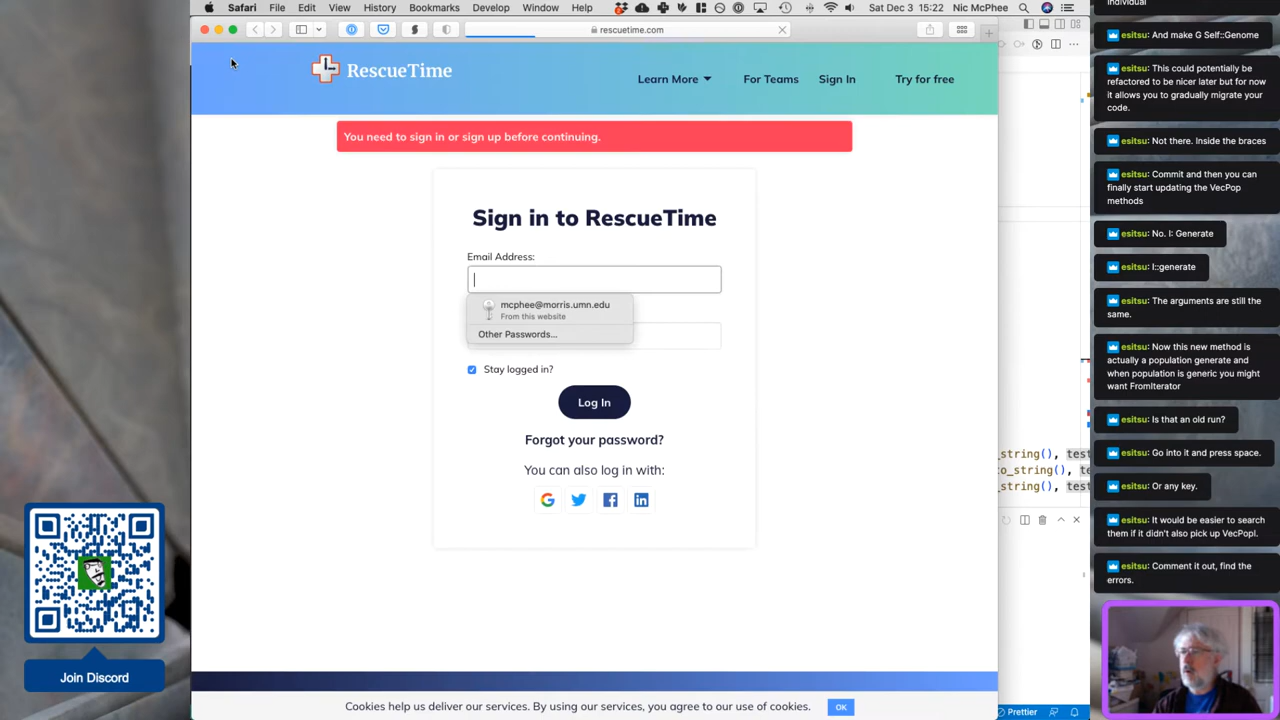 Safari File Edit View History Bookmarks Develop Window Help Sat Dec 3 15:22 Nic McPhee
rescuetime.com
RescueTime
Learn More For Teams Sign In Try for free
You need to sign in or sign up before continuing.
Sign in to RescueTime
Email Address:
mcphee@morris.umn.edu
From this website
Other Passwords...
Stay logged in?
Log In
Forgot your password?
You can also log in with:
Cookies help us deliver our services. By using our services, you agree to our use of cookies. OK
_string(), test
to_string(), te
_string(), test
Prettier
Join Discord
individual
esitsu: And make G Self::Genome
esitsu: This could potentially be
refactored to be nicer later but for now
it allows you to gradually migrate your
code.
esitsu: Not there. Inside the braces
esitsu: Commit and then you can
finally start updating the VecPop
methods
esitsu: No. I: Generate
esitsu: I::generate
esitsu: The arguments are still the
same.
esitsu: Now this new method is
actually a population generate and
when population is generic you might
want FromIterator
esitsu: Is that an old run?
esitsu: Go into it and press space.
esitsu: Or any key.
esitsu: It would be easier to search
them if it didn't also pick up VecPopI.
esitsu: Comment it out, find the
errors.